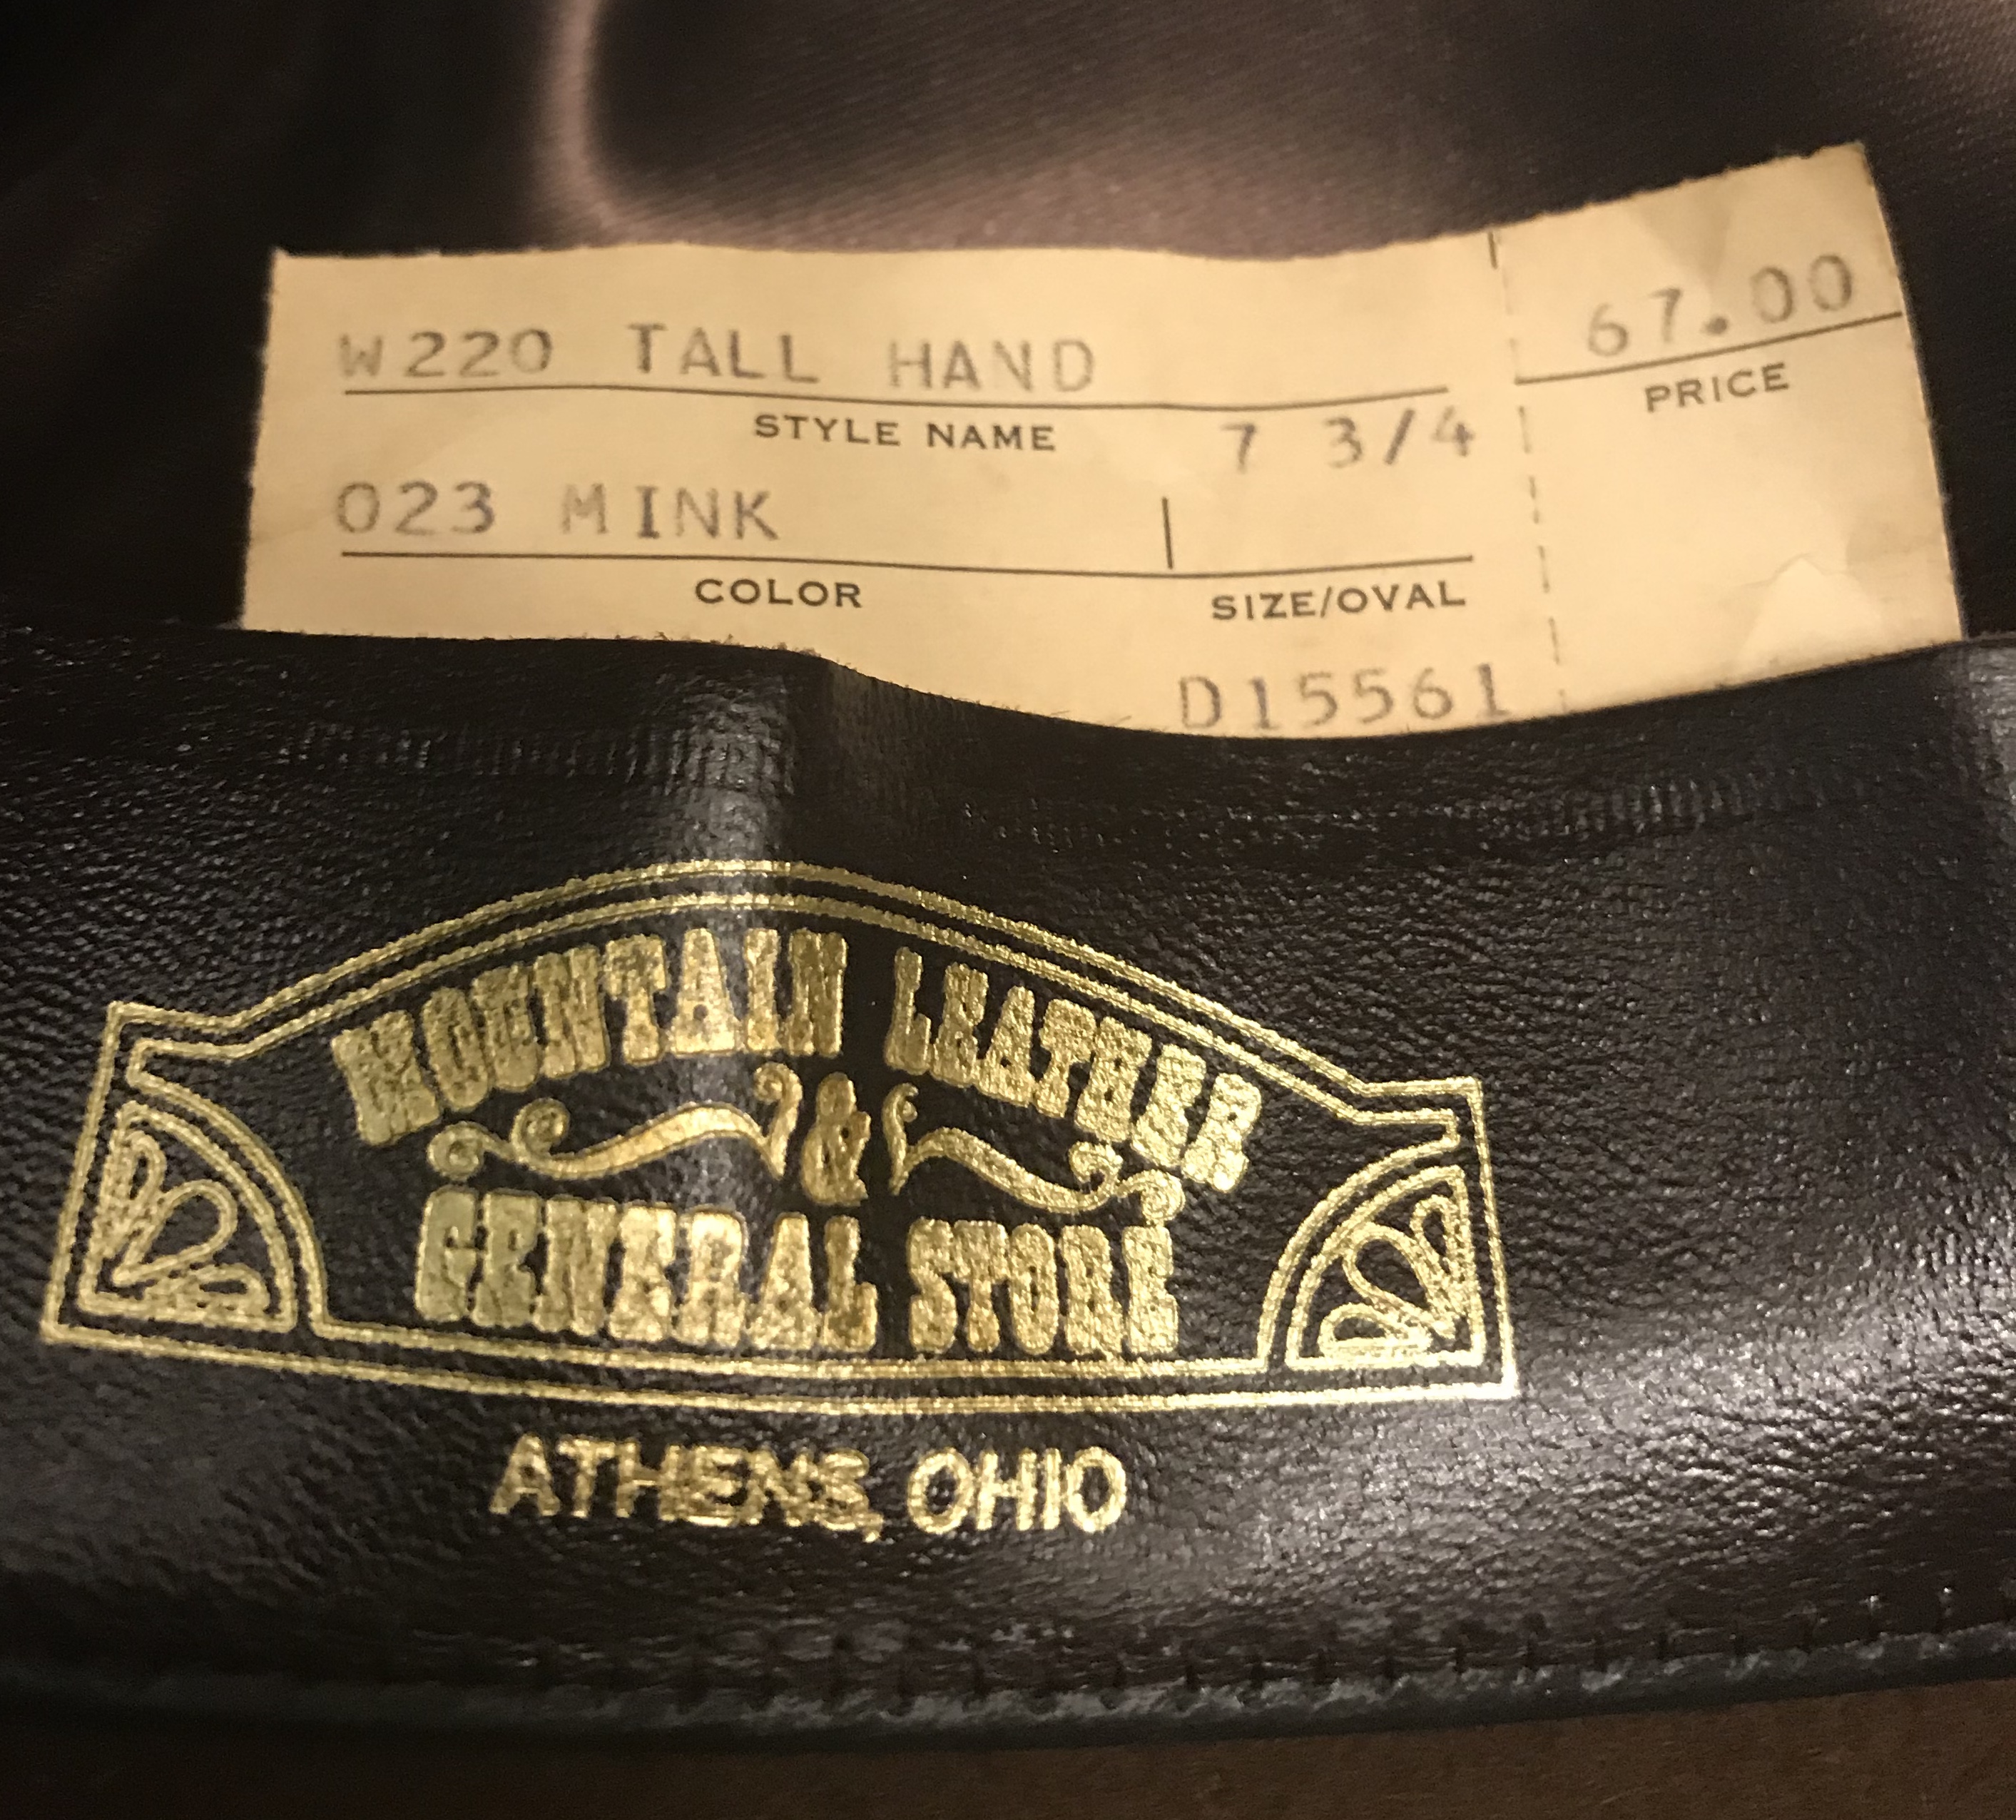 W220 TALL HAND
67.00
STYLE NAME
PRICE
7 3/4
023 MINK
COLOR
SIZE/OVAL
D15561
MOUNTAIN LEATHER
&
GENERAL STORE
ATHENS, OHIO